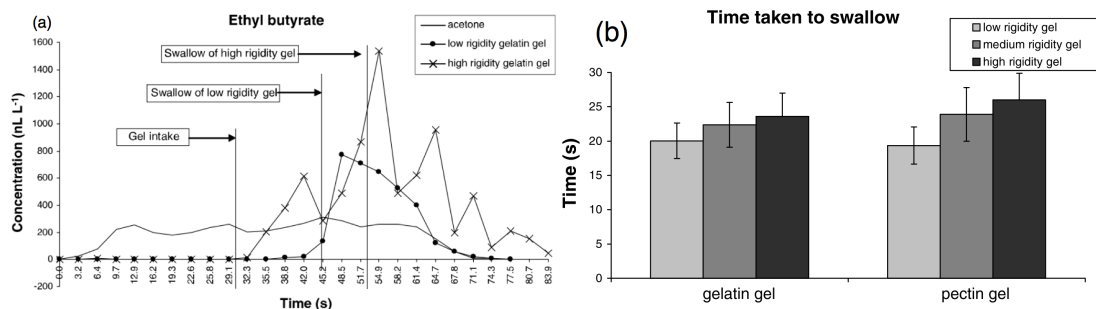 (a)
Ethyl butyrate
acetone
low rigidity gelatin gel
high rigidity gelatin gel
Swallow of high rigidity gel
Swallow of low rigidity gel
Gel intake
Concentration (nL L⁻¹)
1600
1400
1200
1000
800
600
400
200
0
-200
0.0 3.2 6.4 9.7 12.9 16.2 19.3 22.6 25.8 29.1 32.3 35.5 38.8 42.0 45.2 48.5 51.7 54.9 58.2 61.4 64.7 67.8 71.1 74.3 77.5 80.7 83.9
Time (s)
(b)
Time taken to swallow
low rigidity gel
medium rigidity gel
high rigidity gel
Time (s)
30
25
20
15
10
5
0
gelatin gel pectin gel